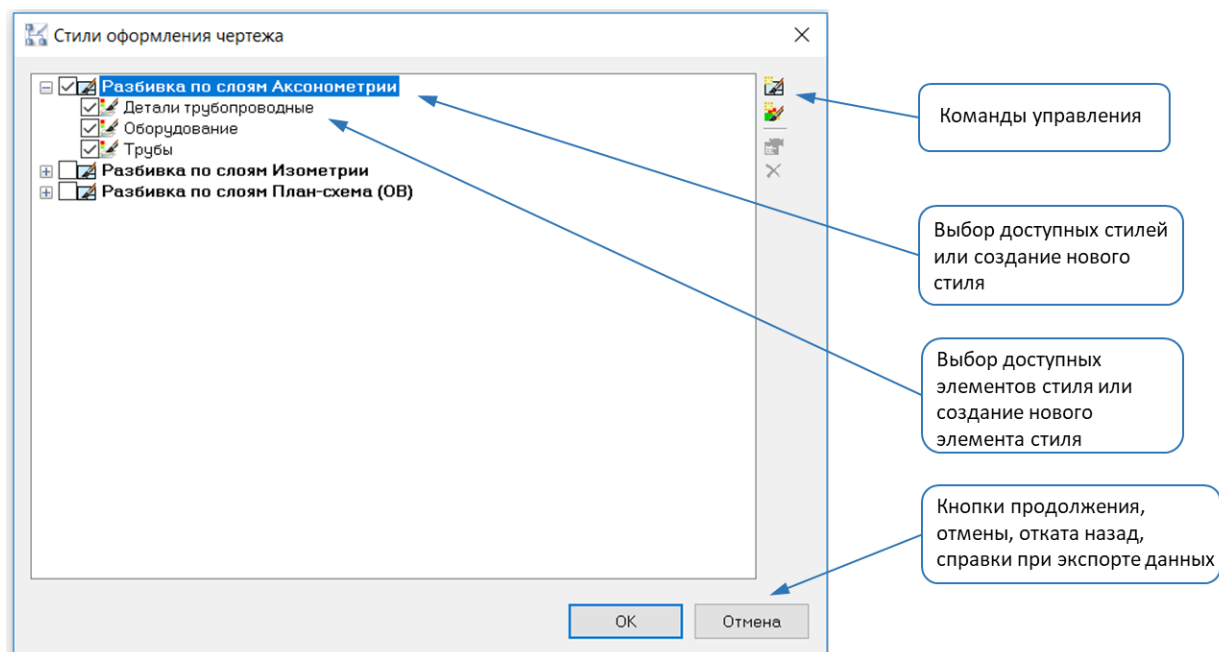 Стили оформления чертежа
Разбивка по слоям Аксонометрии
Детали трубопроводные
Оборудование
Трубы
Разбивка по слоям Изометрии
Разбивка по слоям План-схема (ОВ)
ОК
Отмена
Команды управления
Выбор доступных стилей
или создание нового
стиля
Выбор доступных
элементов стиля или
создание нового
элемента стиля
Кнопки продолжения,
отмены, отката назад,
справки при экспорте данных